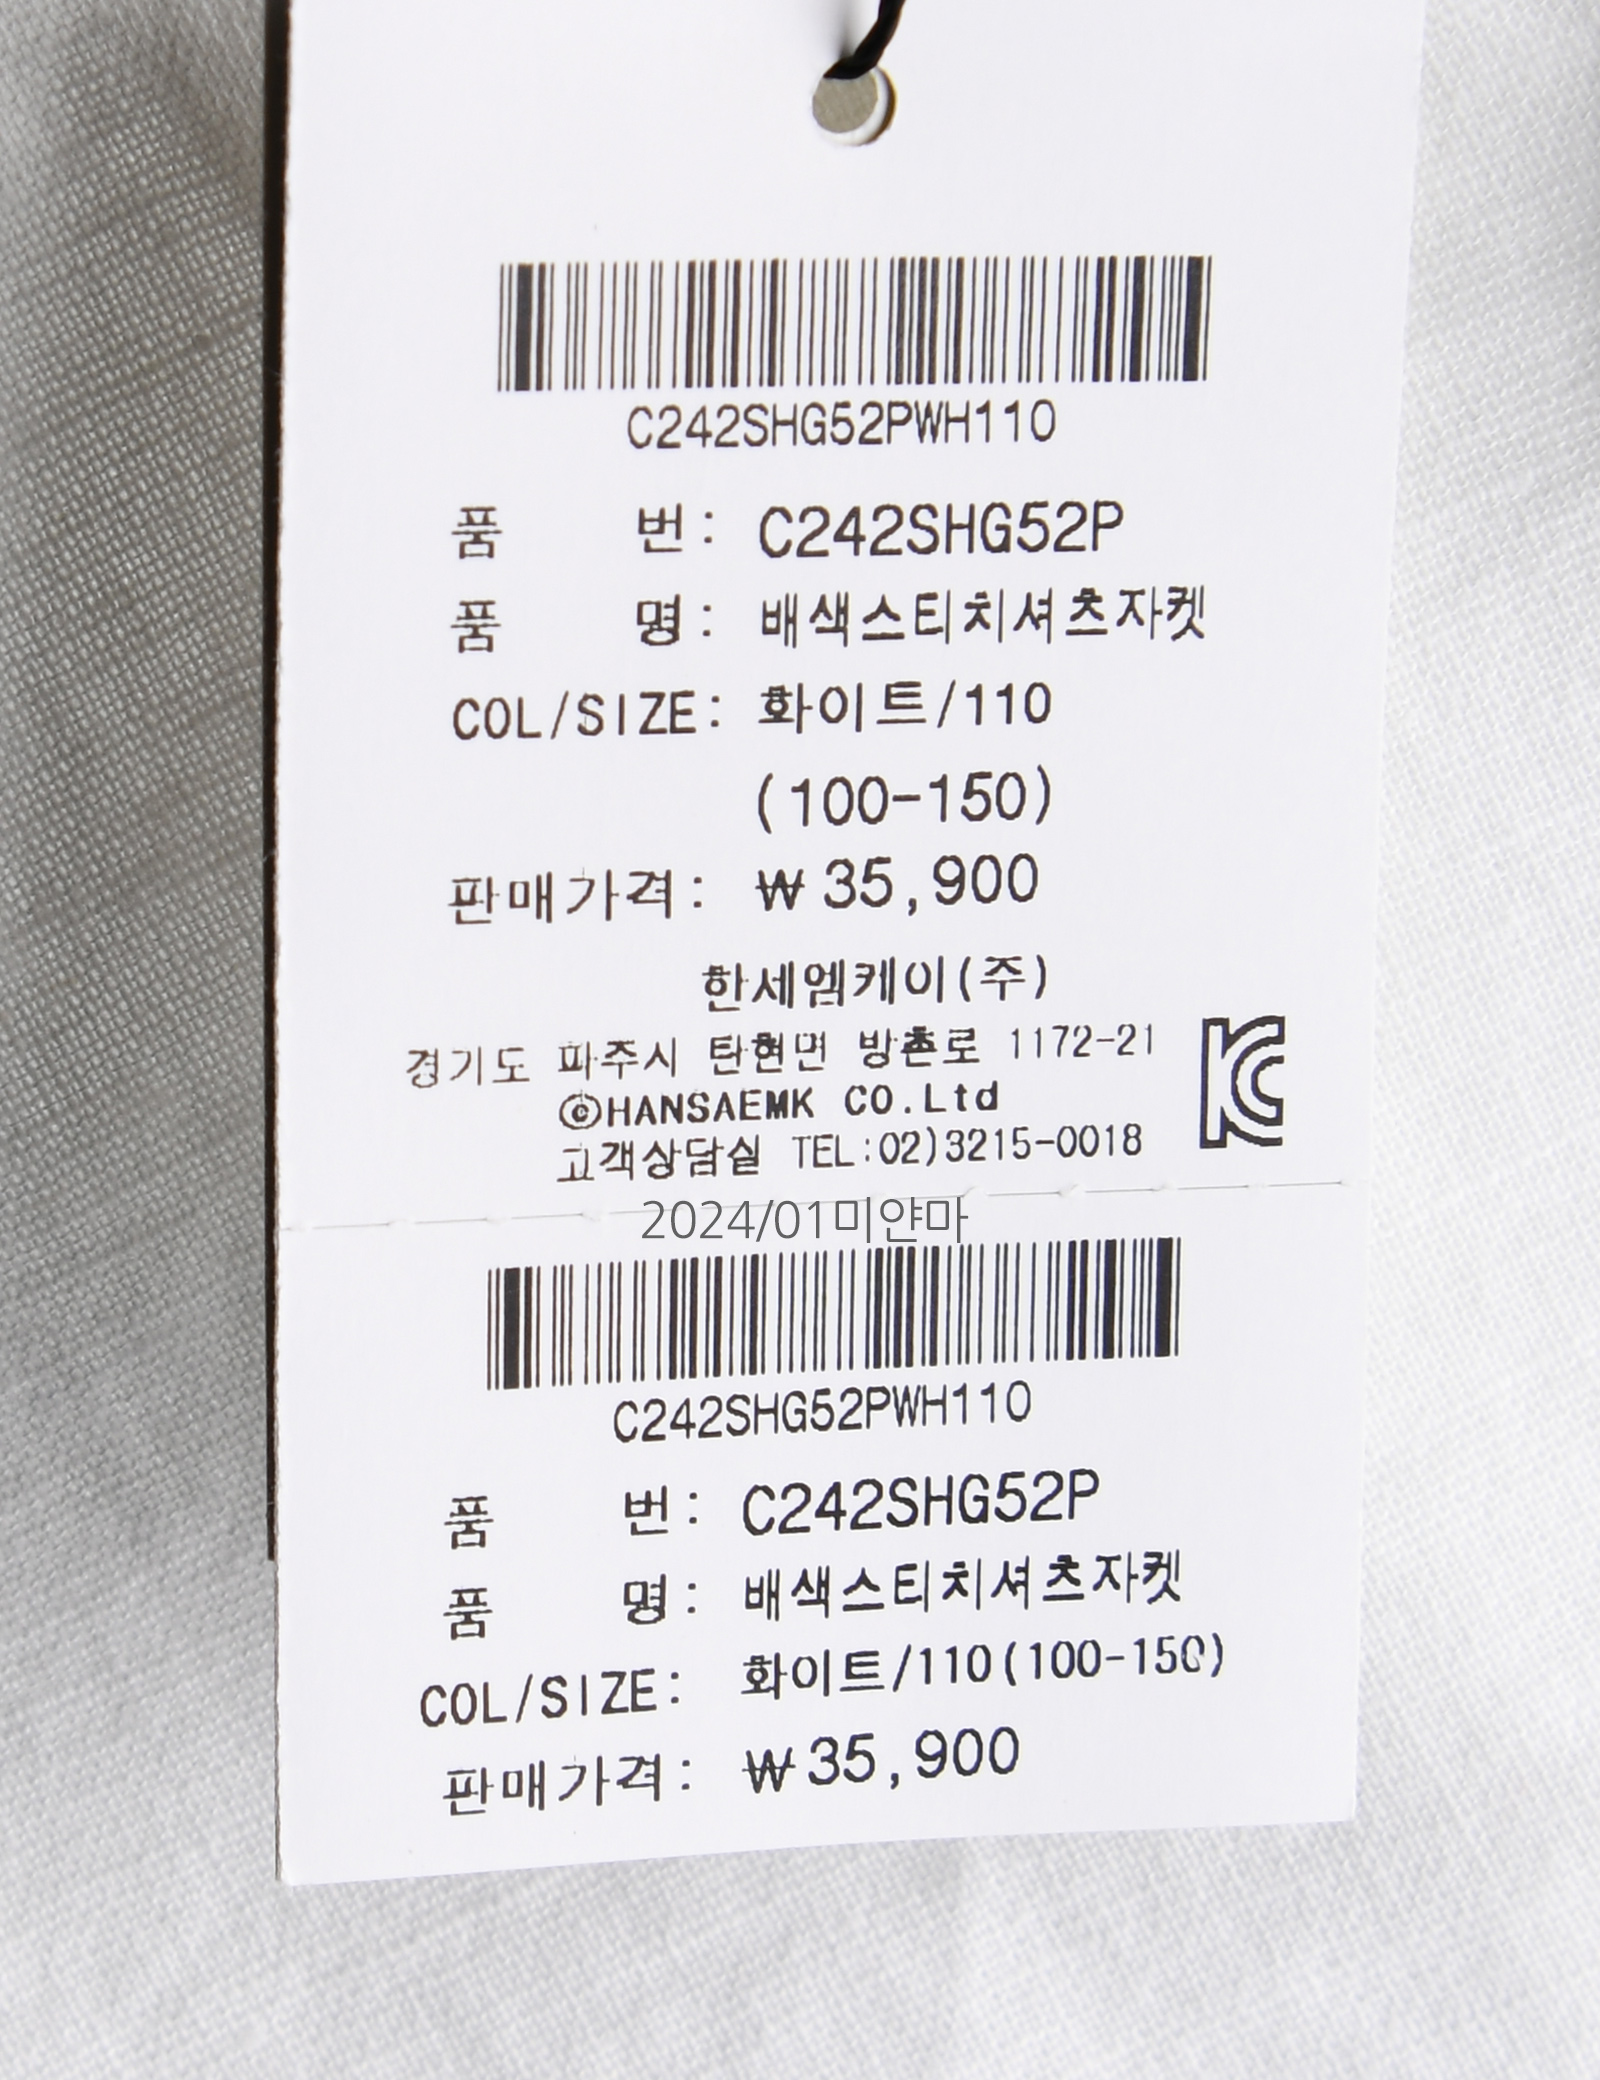 C242SHG52PWH110
품 번: C242SHG52P
품 명: 배색스티치셔츠자켓
COL/SIZE: 화이트/110
(100-150)
판매가격: ₩35,900
한세엠케이(주)
경기도 파주시 탄현면 방촌로 1172-21
©HANSAEMK CO.Ltd
고객상담실 TEL:02)3215-0018
KC
2024/01미얀마
C242SHG52PWH110
품 번: C242SHG52P
품 명: 배색스티치셔츠자켓
COL/SIZE: 화이트/110(100-150)
판매가격: ₩35,900